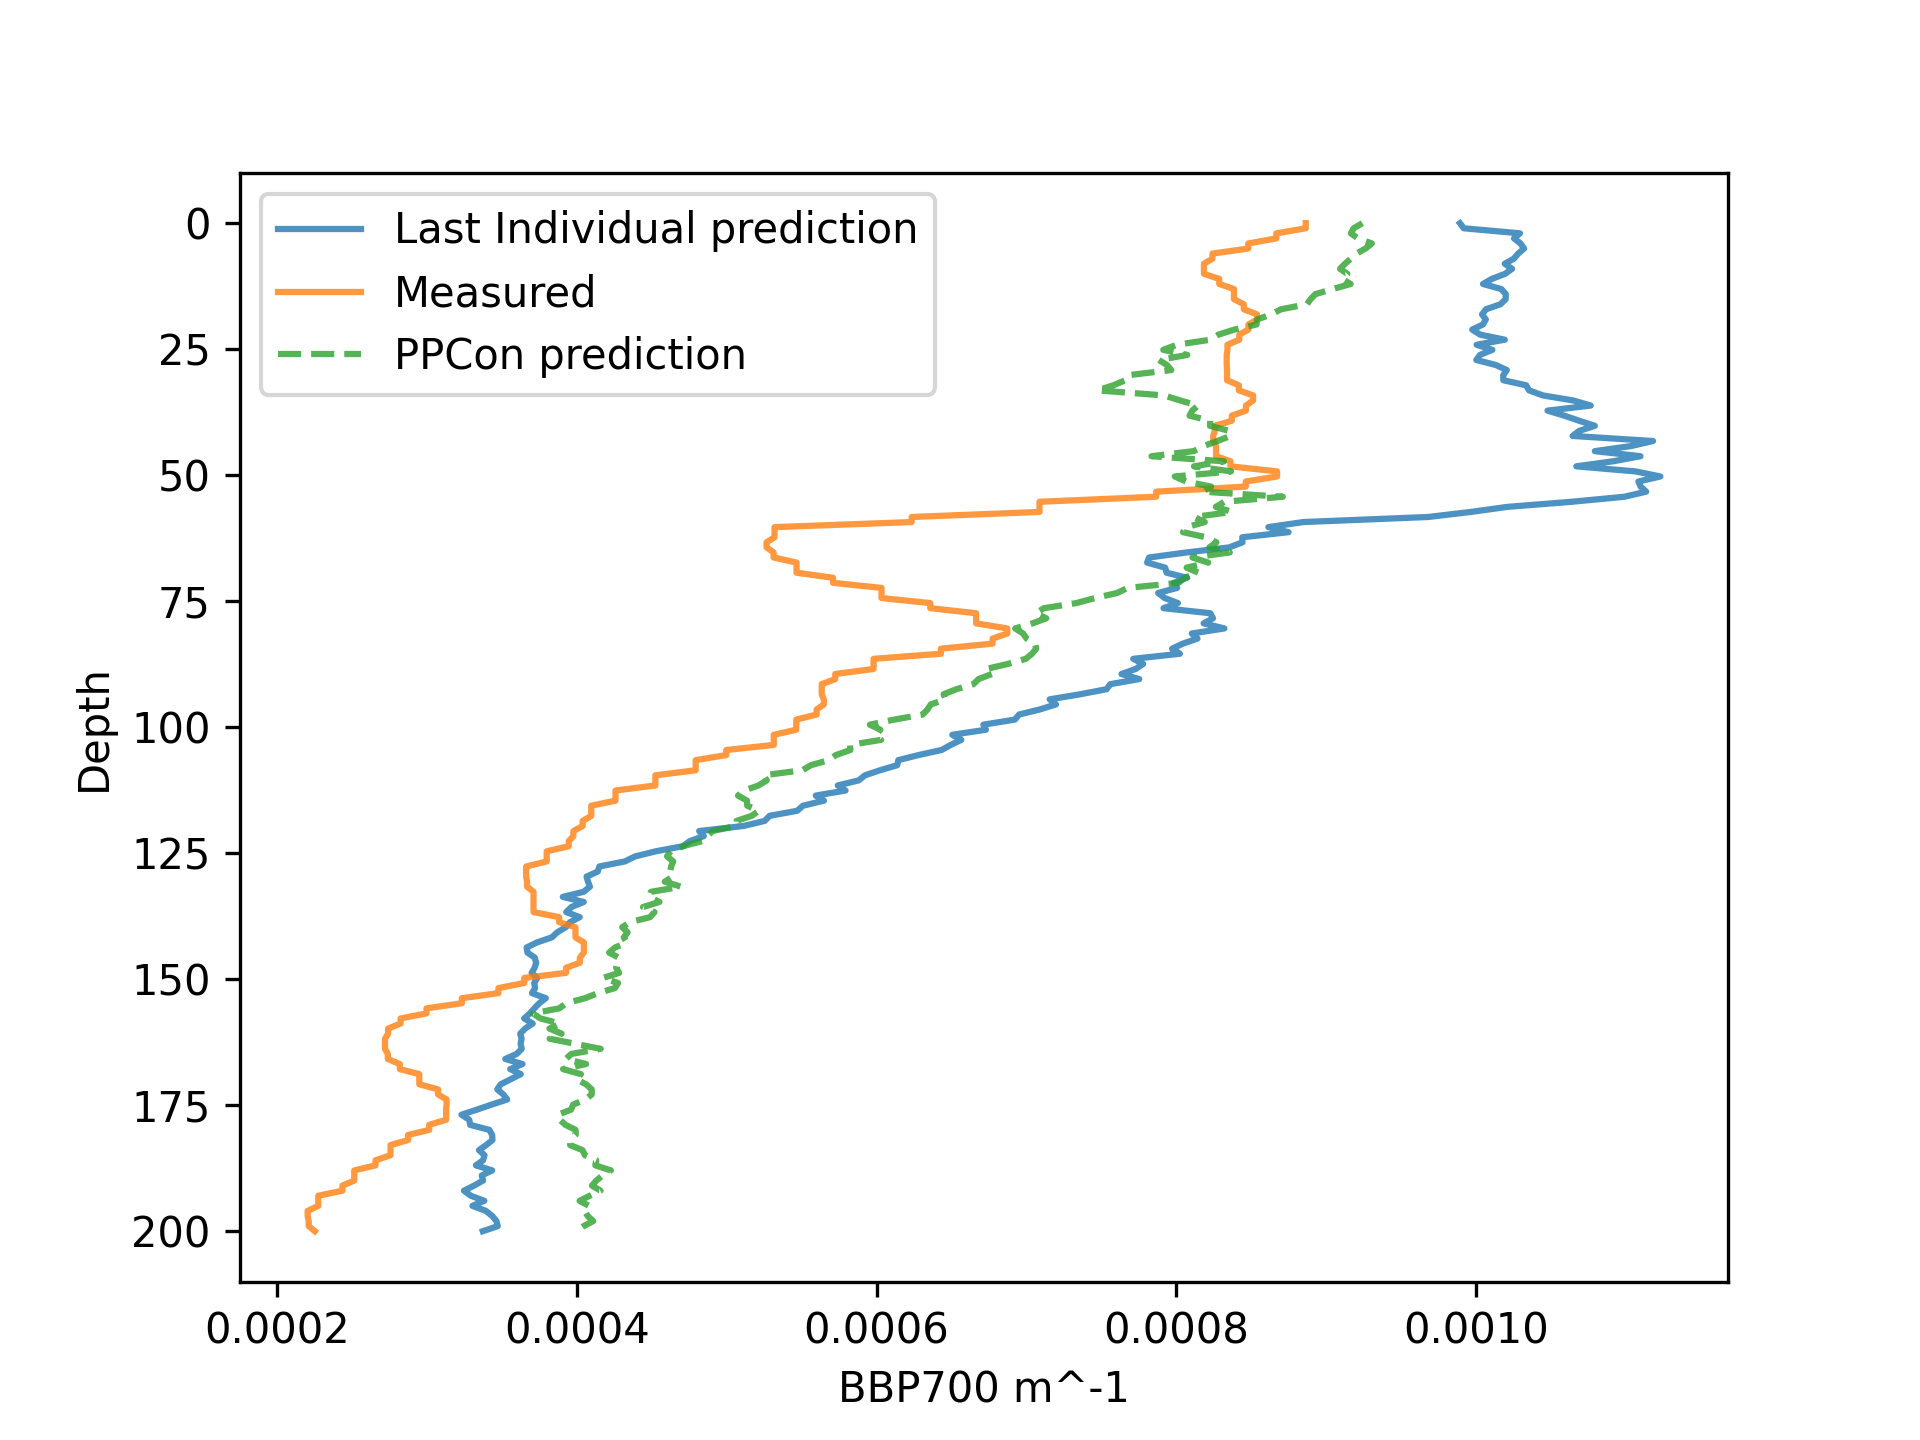 Last Individual prediction
Measured
PPCon prediction
0
25
50
75
100
125
150
175
200
Depth
0.0002 0.0004 0.0006 0.0008 0.0010
BBP700 m^-1